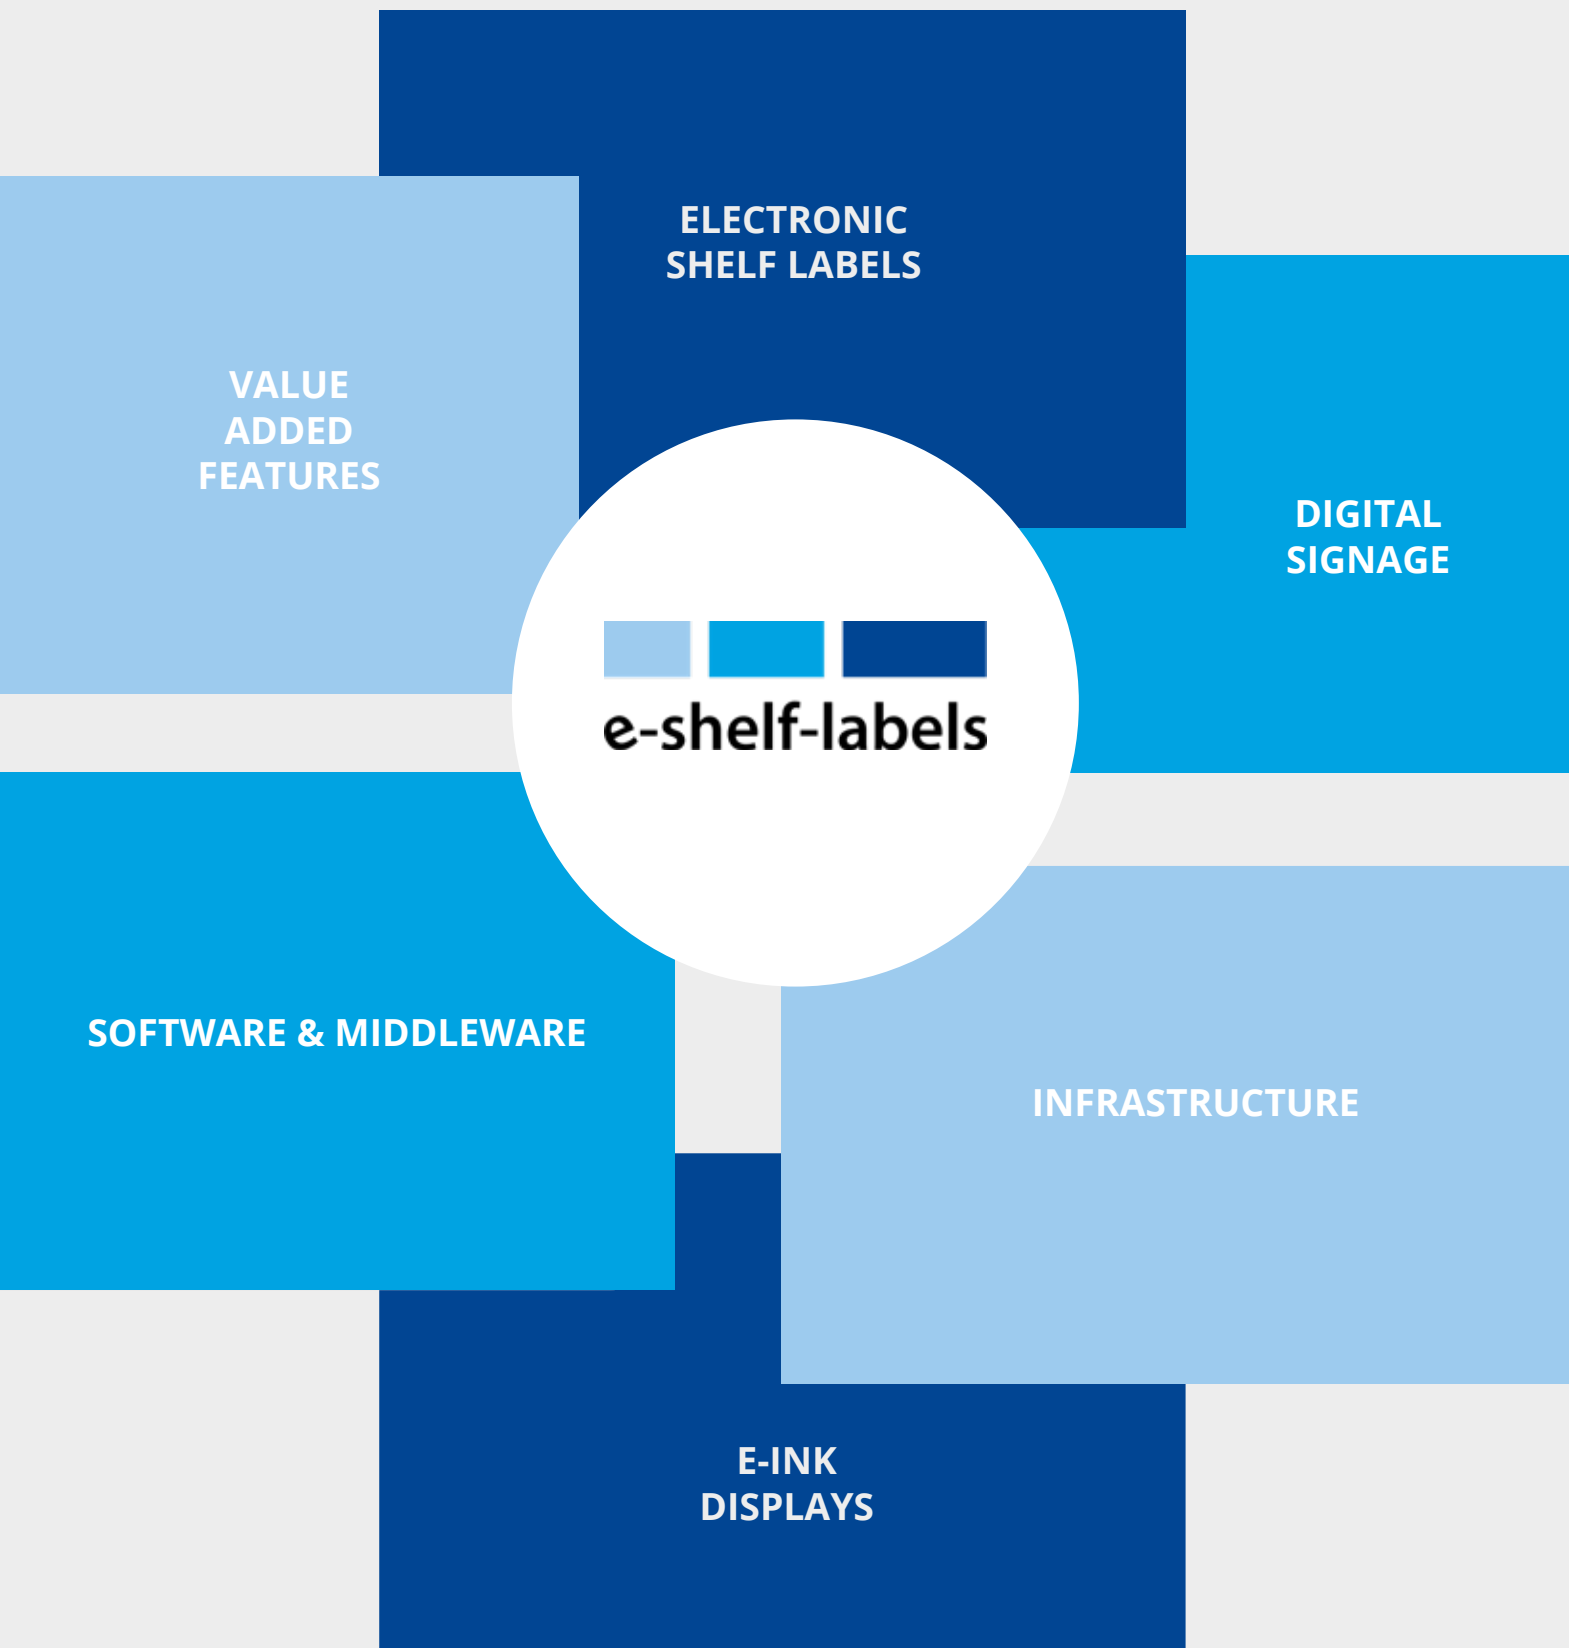 ELECTRONIC
SHELF LABELS
VALUE
ADDED
FEATURES
DIGITAL
SIGNAGE
e-shelf-labels
SOFTWARE & MIDDLEWARE
INFRASTRUCTURE
E-INK
DISPLAYS